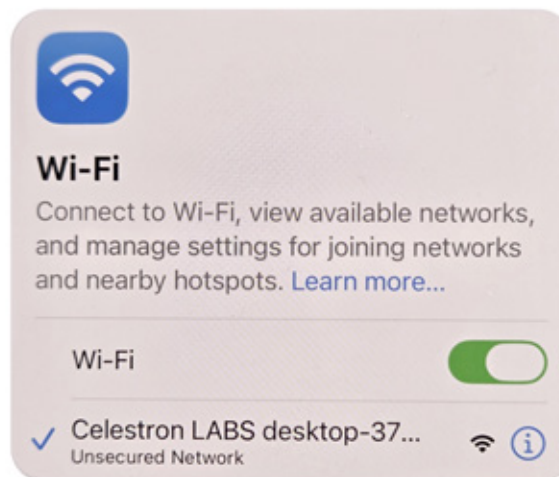 Wi-Fi
Connect to Wi-Fi, view available networks,
and manage settings for joining networks
and nearby hotspots. Learn more...
Wi-Fi
Celestron LABS desktop-37...
Unsecured Network